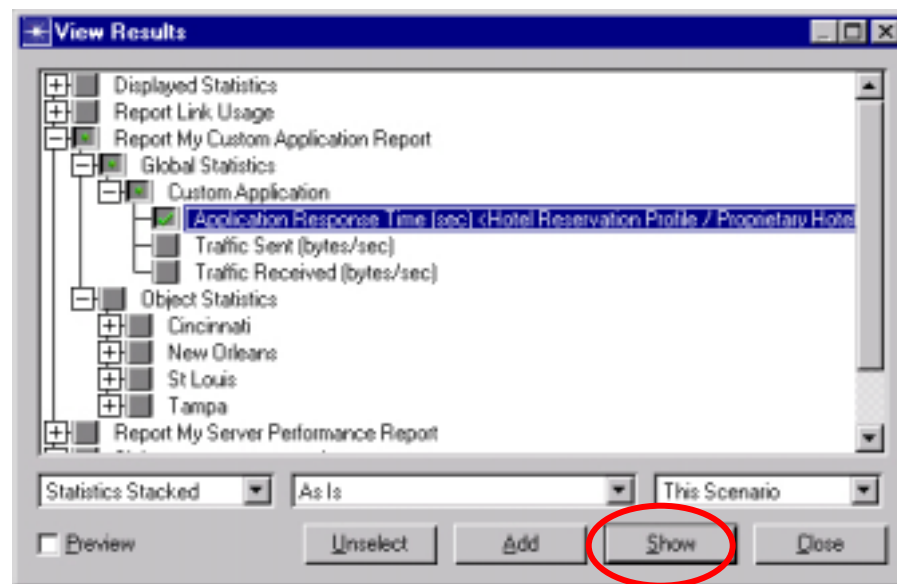 View Results
Displayed Statistics
Report Link Usage
Report My Custom Application Report
Global Statistics
Custom Application
Application Response Time (sec) <Hotel Reservation Profile / Proprietary Hotel
Traffic Sent (bytes/sec)
Traffic Received (bytes/sec)
Object Statistics
Cincinnati
New Orleans
St Louis
Tampa
Report My Server Performance Report
Statistics Stacked As Is This Scenario
Preview Unselect Add Show Close